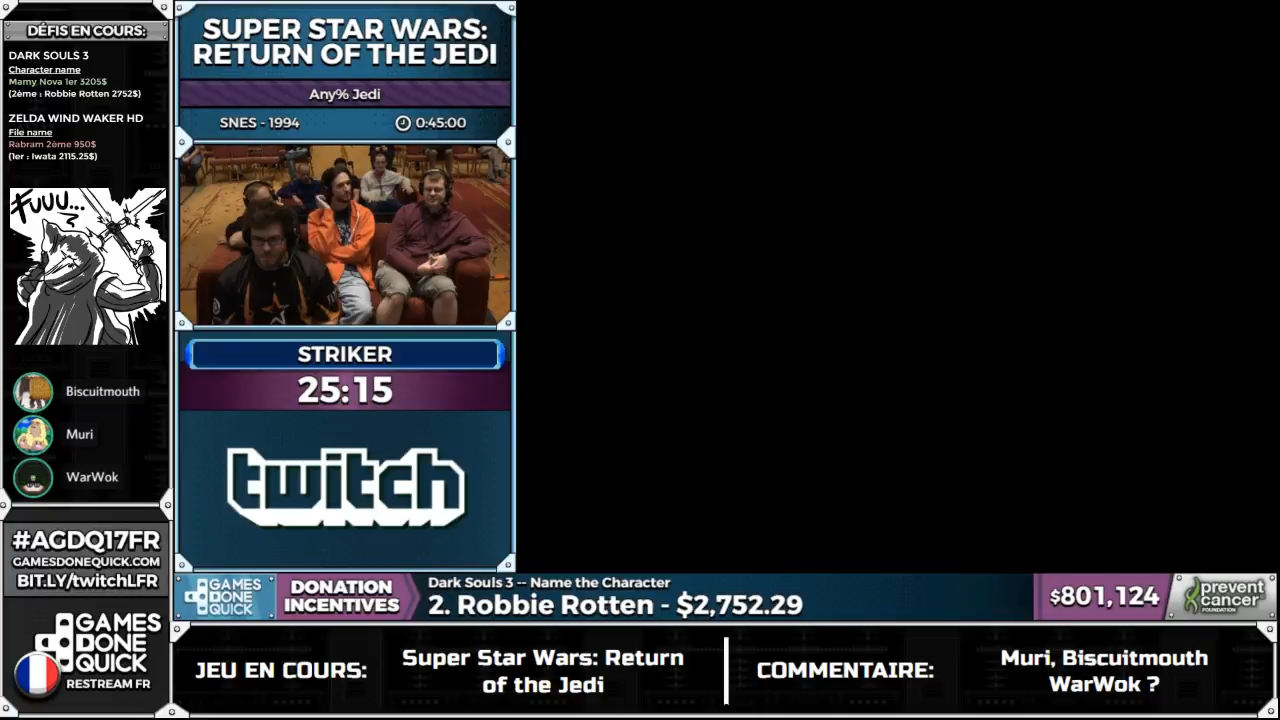 DÉFIS EN COURS:
DARK SOULS 3
Character name
Mamy Nova 1er 3205$
(2ème : Robbie Rotten 2752$)
ZELDA WIND WAKER HD
File name
Rabram 2ème 950$
(1er : Iwata 2115.25$)
FUUU...
Biscuitmouth
Muri
WarWok
#AGDQ17FR
GAMESDONEQUICK.COM
BIT.LY/twitchLFR
GAMES
DONE
QUICK
RESTREAM FR
SUPER STAR WARS:
RETURN OF THE JEDI
Any% Jedi
SNES - 1994
0:45:00
STRIKER
25:15
twitch
GAMES
DONE
QUICK
DONATION
INCENTIVES
Dark Souls 3 -- Name the Character
2. Robbie Rotten - $2,752.29
$801,124
prevent
cancer
FOUNDATION
JEU EN COURS:
Super Star Wars: Return
of the Jedi
COMMENTAIRE:
Muri, Biscuitmouth
WarWok ?